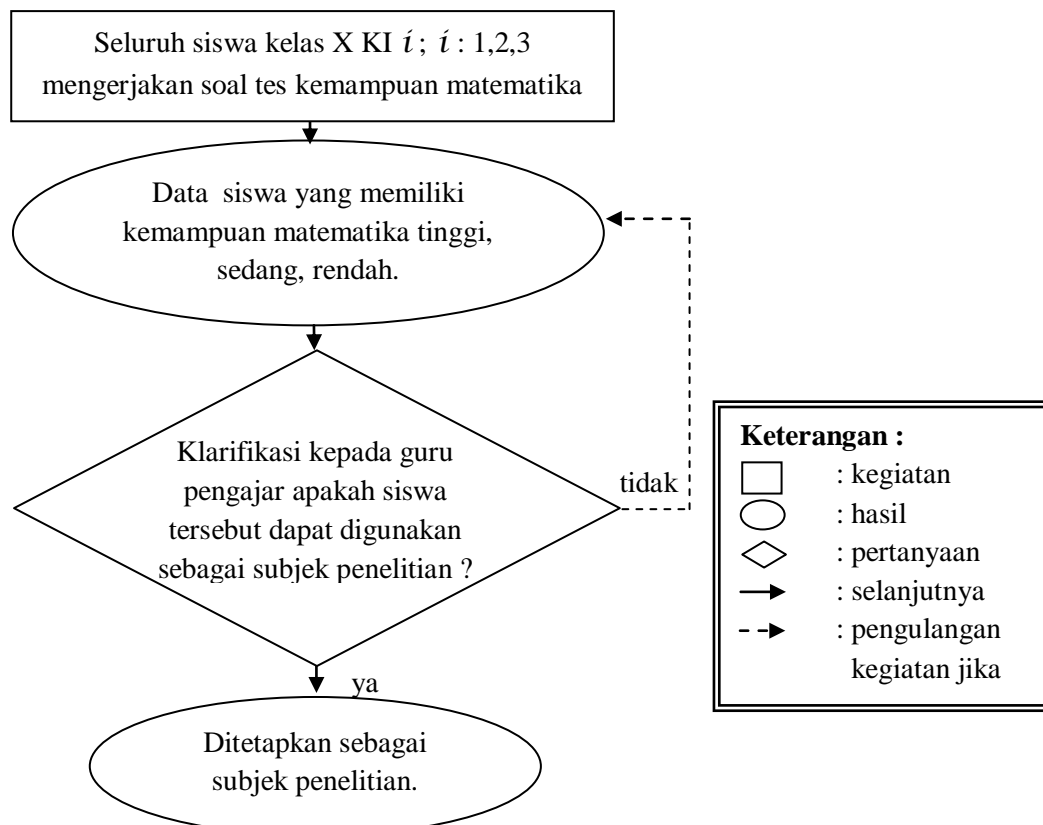 Seluruh siswa kelas X KI í ; í : 1,2,3
mengerjakan soal tes kemampuan matematika
Data siswa yang memiliki
kemampuan matematika tinggi,
sedang, rendah.
Klarifikasi kepada guru
pengajar apakah siswa
tersebut dapat digunakan
sebagai subjek penelitian ?
tidak
ya
Ditetapkan sebagai
subjek penelitian.
Keterangan :
: kegiatan
: hasil
: pertanyaan
: selanjutnya
: pengulangan
kegiatan jika